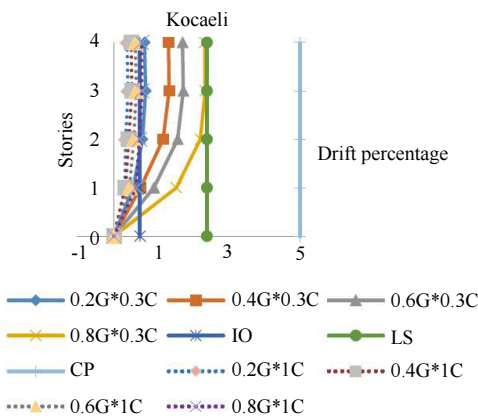 Kocaeli
4
3
2
1
0
Stories
-1 1 3 5
Drift percentage
0.2G*0.3C 0.4G*0.3C 0.6G*0.3C
0.8G*0.3C IO LS
CP 0.2G*1C 0.4G*1C
0.6G*1C 0.8G*1C